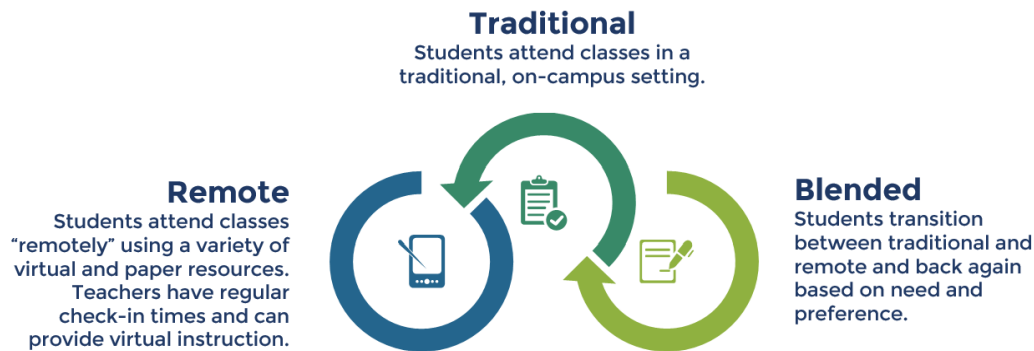 Traditional
Students attend classes in a
traditional, on-campus setting.
Remote
Students attend classes
“remotely” using a variety of
virtual and paper resources.
Teachers have regular
check-in times and can
provide virtual instruction.
Blended
Students transition
between traditional and
remote and back again
based on need and
preference.